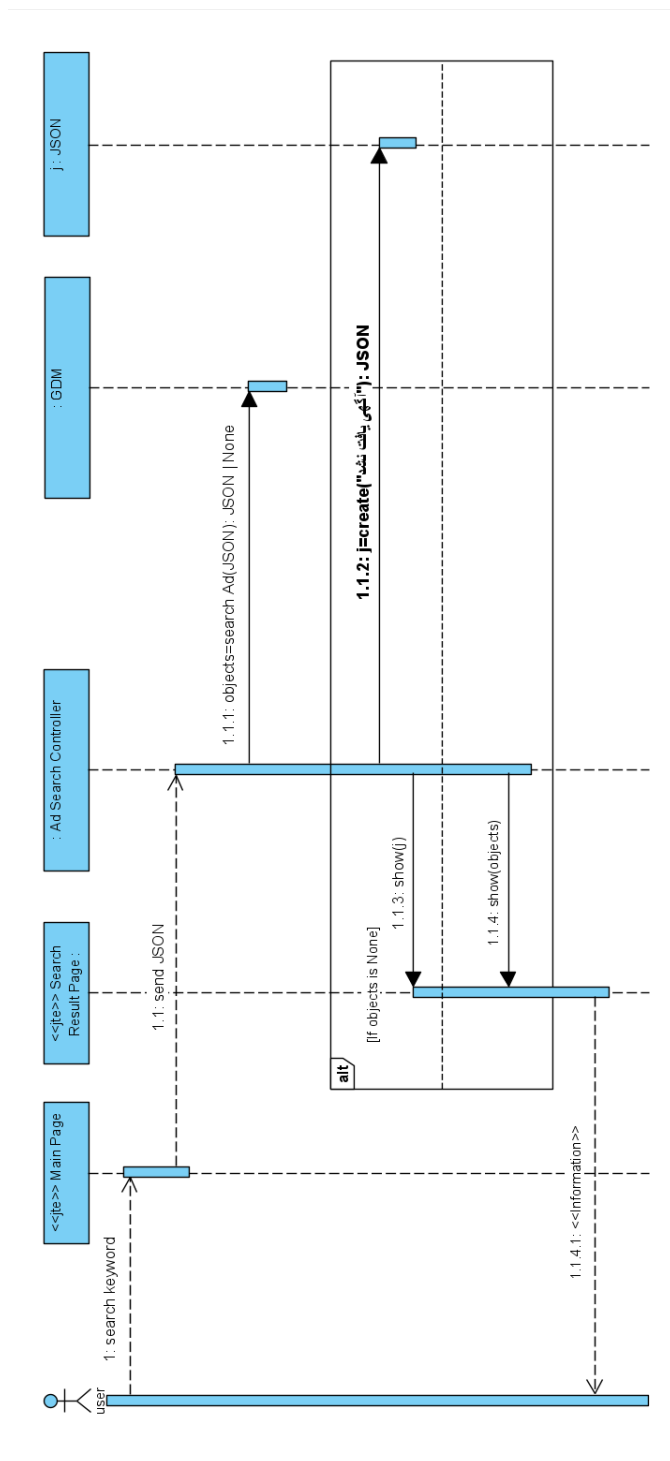 user
<<jte>> Main Page
<<jte>> Search
Result Page :
: Ad Search Controller
: GDM
j : JSON
1: search keyword
1.1: send JSON
1.1.1: objects=search Ad(JSON): JSON | None
alt
[If objects is None]
1.1.2: j=create("آگهی یافت نشد"): JSON
1.1.3: show(j)
1.1.4: show(objects)
1.1.4.1: <<Information>>